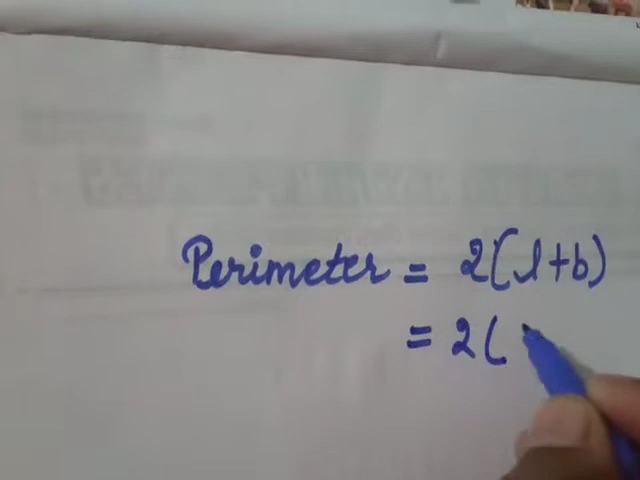 Perimeter = 2(l+b)
= 2(